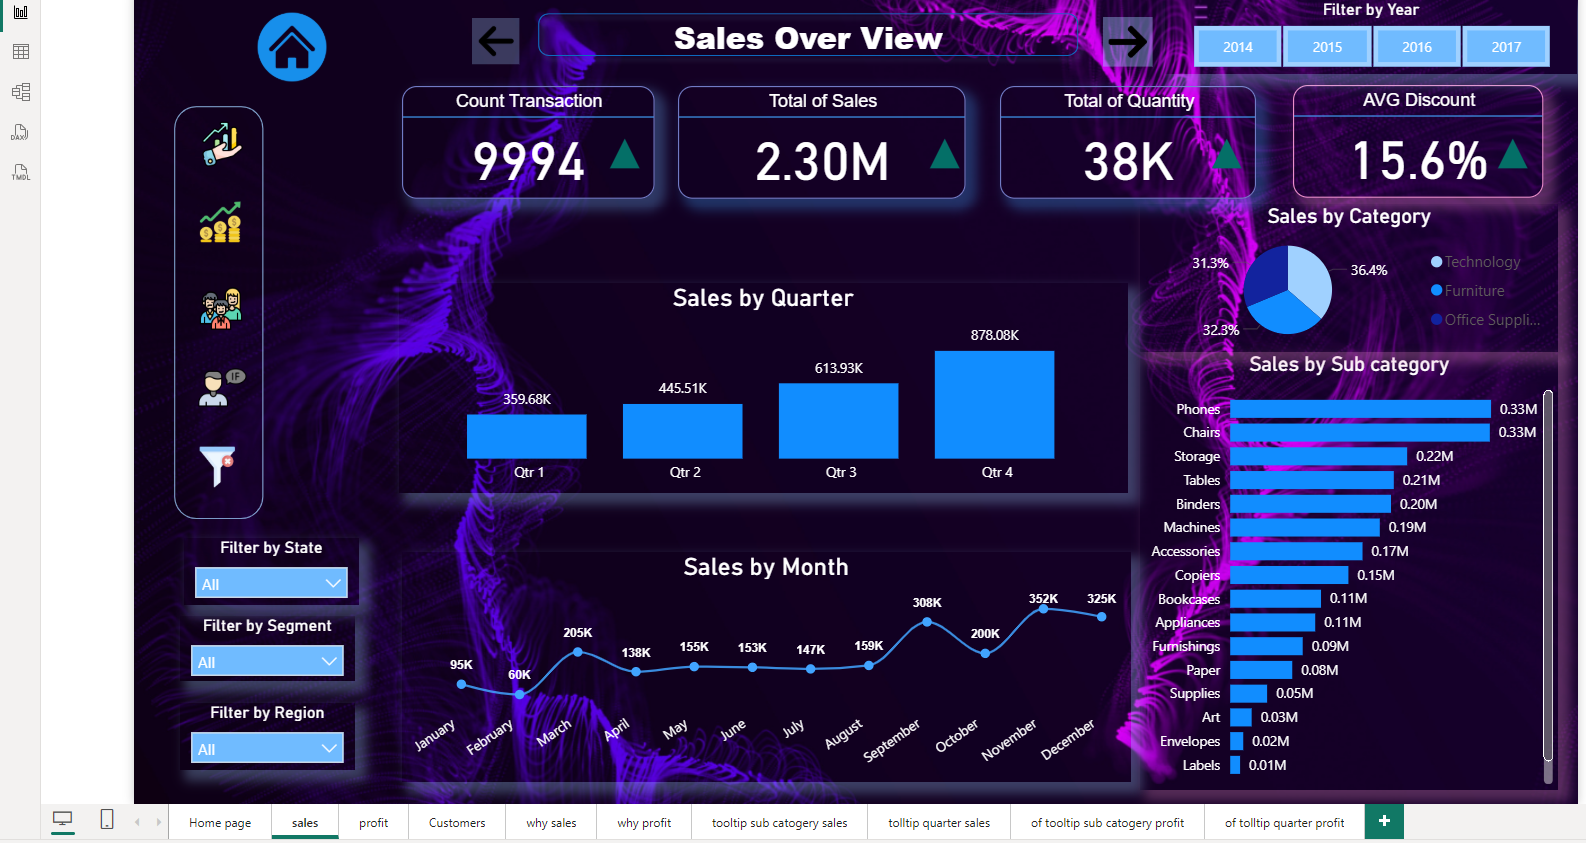 Sales Over View
Filter by Year
2014
2015
2016
2017
Count Transaction
9994
Total of Sales
2.30M
Total of Quantity
38K
AVG Discount
15.6%
DAX
TMDL
IF
Sales by Category
31.3%
36.4%
32.3%
Technology
Furniture
Office Suppli...
Sales by Quarter
359.68K
445.51K
613.93K
878.08K
Qtr 1
Qtr 2
Qtr 3
Qtr 4
Sales by Sub category
Phones 0.33M
Chairs 0.33M
Storage 0.22M
Tables 0.21M
Binders 0.20M
Machines 0.19M
Accessories 0.17M
Copiers 0.15M
Bookcases 0.11M
Appliances 0.11M
Furnishings 0.09M
Paper 0.08M
Supplies 0.05M
Art 0.03M
Envelopes 0.02M
Labels 0.01M
Filter by State
All
Filter by Segment
All
Filter by Region
All
Sales by Month
95K
60K
205K
138K
155K
153K
147K
159K
308K
200K
352K
325K
January
February
March
April
May
June
July
August
September
October
November
December
Home page
sales
profit
Customers
why sales
why profit
tooltip sub catogery sales
tolltip quarter sales
of tooltip sub catogery profit
of tolltip quarter profit